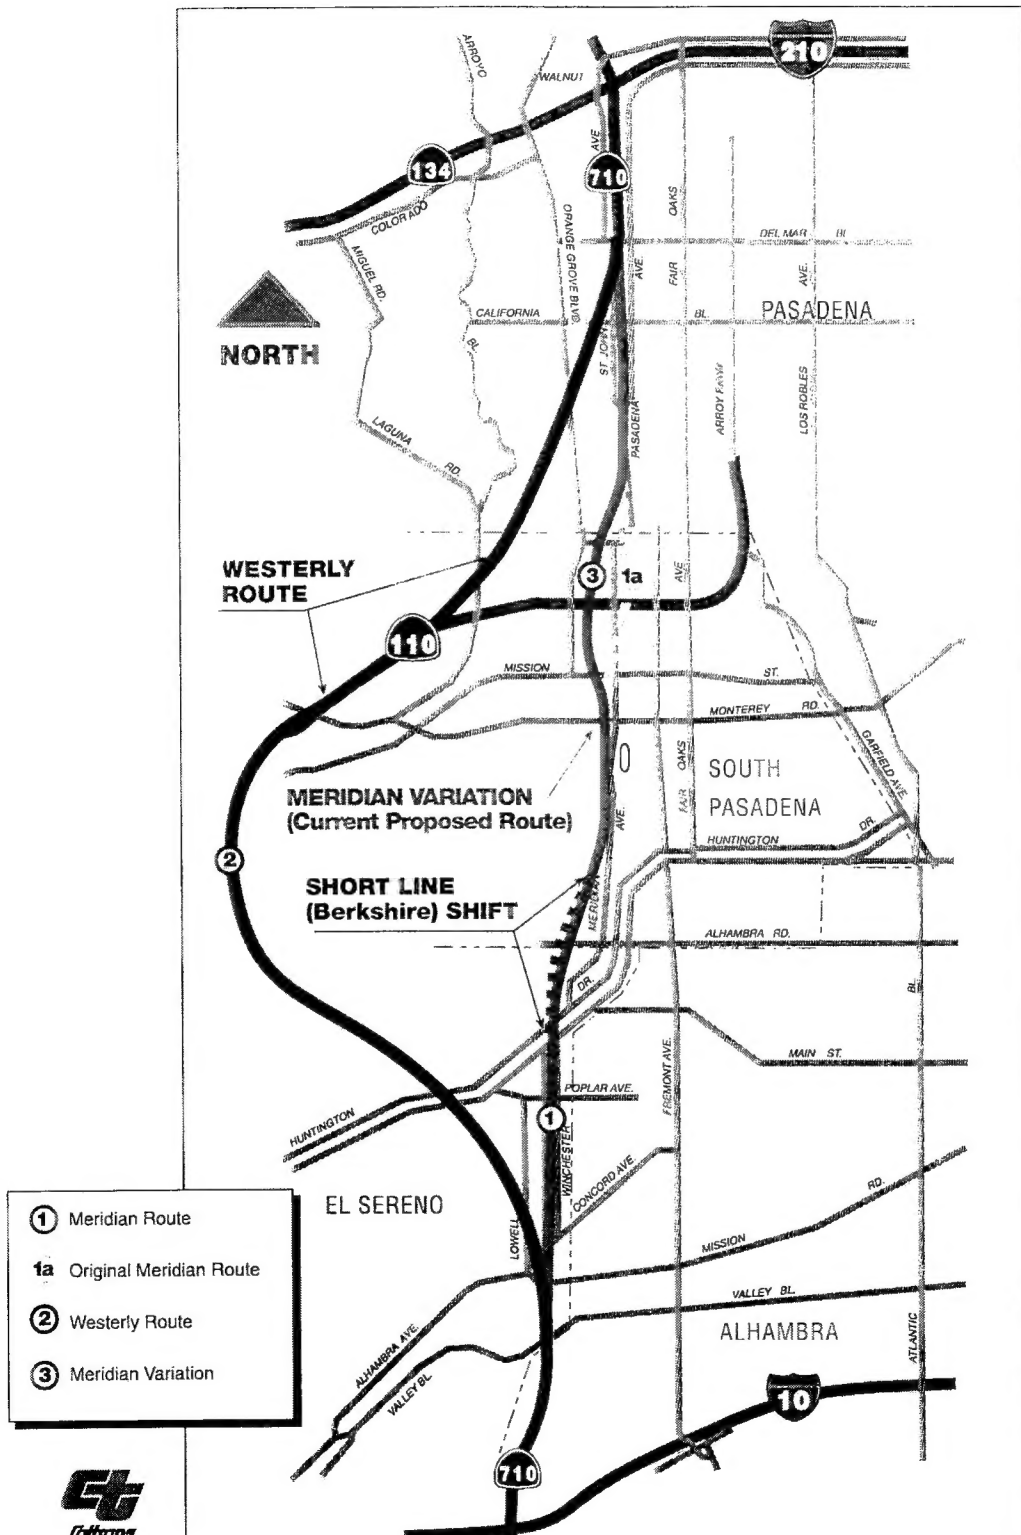 210
ARROYO
WALNUT
134
AVE
710
COLORADO
OAKS
MIGUEL RD.
ORANGE GROVE BLVD.
DEL MAR BL.
AVE.
FAIR
AVE.
CALIFORNIA
BL.
PASADENA
NORTH
BL.
ST. JOHN
LAGUNA
RD.
PASADENA
LOS ROBLES
WESTERLY
ROUTE
3
1a
AVE
110
MISSION
ST.
MONTEREY RD.
GARFIELD AVE.
OAKS
SOUTH
PASADENA
FAIR
MERIDIAN VARIATION
(Current Proposed Route)
AVE.
DR.
HUNTINGTON
2
SHORT LINE
(Berkshire) SHIFT
MERIDIAN
ALHAMBRA RD.
DR.
BL.
MAIN ST.
FREMONT AVE.
POPLAR AVE.
HUNTINGTON
1
WINCHESTER
CONCORD AVE.
EL SERENO
LOWELL
RD.
MISSION
1 Meridian Route
1a Original Meridian Route
2 Westerly Route
3 Meridian Variation
VALLEY BL.
ALHAMBRA
ATLANTIC
ALHAMBRA AVE.
VALLEY BL.
10
710
Caltrans